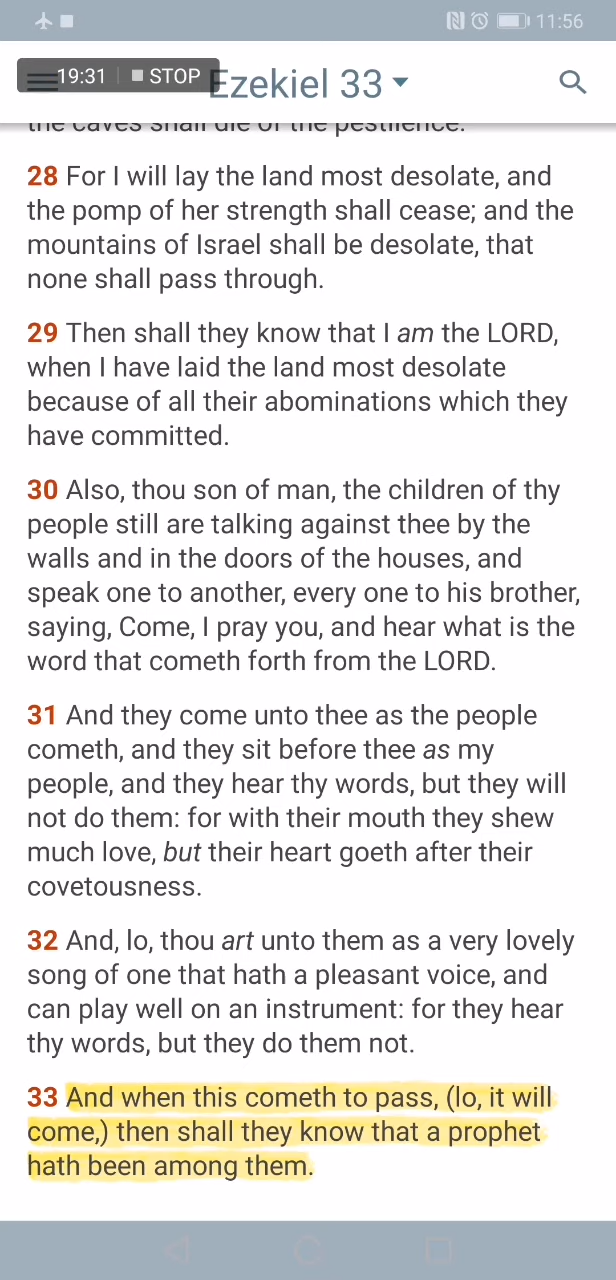 11:56
19:31 STOP
Ezekiel 33
the caves shall die of the pestilence.
28 For I will lay the land most desolate, and
the pomp of her strength shall cease; and the
mountains of Israel shall be desolate, that
none shall pass through.
29 Then shall they know that I am the LORD,
when I have laid the land most desolate
because of all their abominations which they
have committed.
30 Also, thou son of man, the children of thy
people still are talking against thee by the
walls and in the doors of the houses, and
speak one to another, every one to his brother,
saying, Come, I pray you, and hear what is the
word that cometh forth from the LORD.
31 And they come unto thee as the people
cometh, and they sit before thee as my
people, and they hear thy words, but they will
not do them: for with their mouth they shew
much love, but their heart goeth after their
covetousness.
32 And, lo, thou art unto them as a very lovely
song of one that hath a pleasant voice, and
can play well on an instrument: for they hear
thy words, but they do them not.
33 And when this cometh to pass, (lo, it will
come,) then shall they know that a prophet
hath been among them.